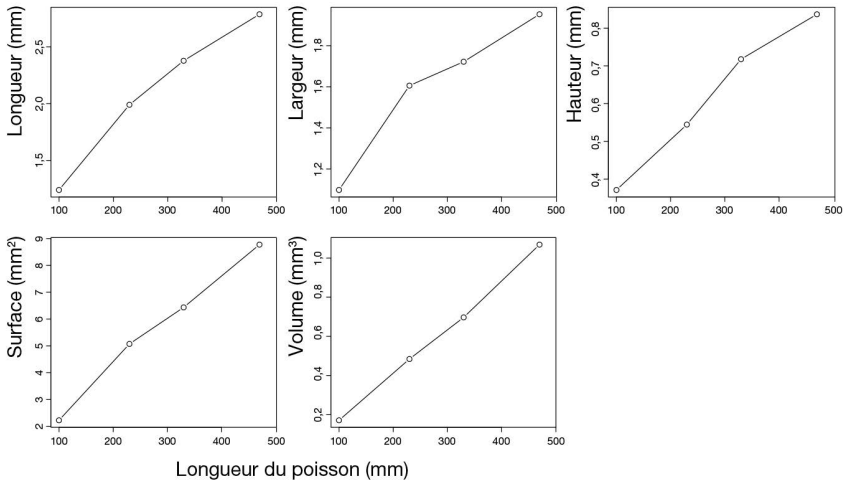 Longueur (mm)
2,5
2,0
1,5
100 200 300 400 500
Largeur (mm)
1,8
1,6
1,4
1,2
100 200 300 400 500
Hauteur (mm)
0,8
0,7
0,6
0,5
0,4
100 200 300 400 500
Surface (mm²)
9
8
7
6
5
4
3
2
100 200 300 400 500
Volume (mm³)
1,0
0,8
0,6
0,4
0,2
100 200 300 400 500
Longueur du poisson (mm)